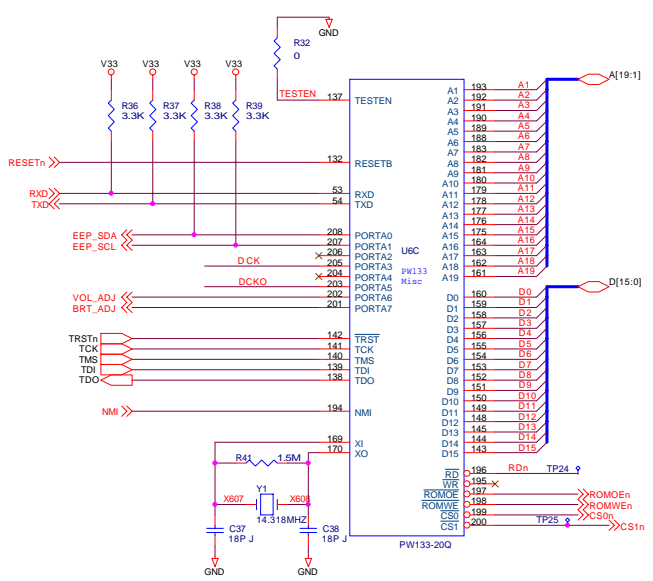 GND
R32
0
V33 V33 V33 V33
TESTEN 137 TESTEN
R36 R37 R38 R39
3.3K 3.3K 3.3K 3.3K
RESETn 132 RESETB
RXD 53 RXD
TXD 54 TXD
EEP_SDA 208 PORTA0
EEP_SCL 207 PORTA1
206 PORTA2
DCK 205 PORTA3
204 PORTA4
DCKO 203 PORTA5
VOL_ADJ 202 PORTA6
BRT_ADJ 201 PORTA7
TRSTn 142 TRST
TCK 141 TCK
TMS 140 TMS
TDI 139 TDI
TDO 138 TDO
NMI 194 NMI
169 XI
170 XO
R41 1.5M
X607 Y1 X608
14.318MHZ
C37 C38
18P J 18P J
GND GND
U6C
PW133
Misc
A1 193 A1 A[19:1]
A2 192 A2
A3 191 A3
A4 190 A4
A5 189 A5
A6 188 A6
A7 183 A7
A8 182 A8
A9 181 A9
A10 180 A10
A11 179 A11
A12 178 A12
A13 177 A13
A14 176 A14
A15 175 A15
A16 164 A16
A17 163 A17
A18 162 A18
A19 161 A19
D0 160 D0 D[15:0]
D1 159 D1
D2 158 D2
D3 157 D3
D4 156 D4
D5 155 D5
D6 154 D6
D7 153 D7
D8 152 D8
D9 151 D9
D10 150 D10
D11 149 D11
D12 148 D12
D13 145 D13
D14 144 D14
D15 143 D15
RD 196 RDn TP24
WR 195
ROMOE 197 ROMOEn
ROMWE 198 ROMWEn
CS0 199 CS0n
CS1 200 TP25 CS1n
PW133-20Q